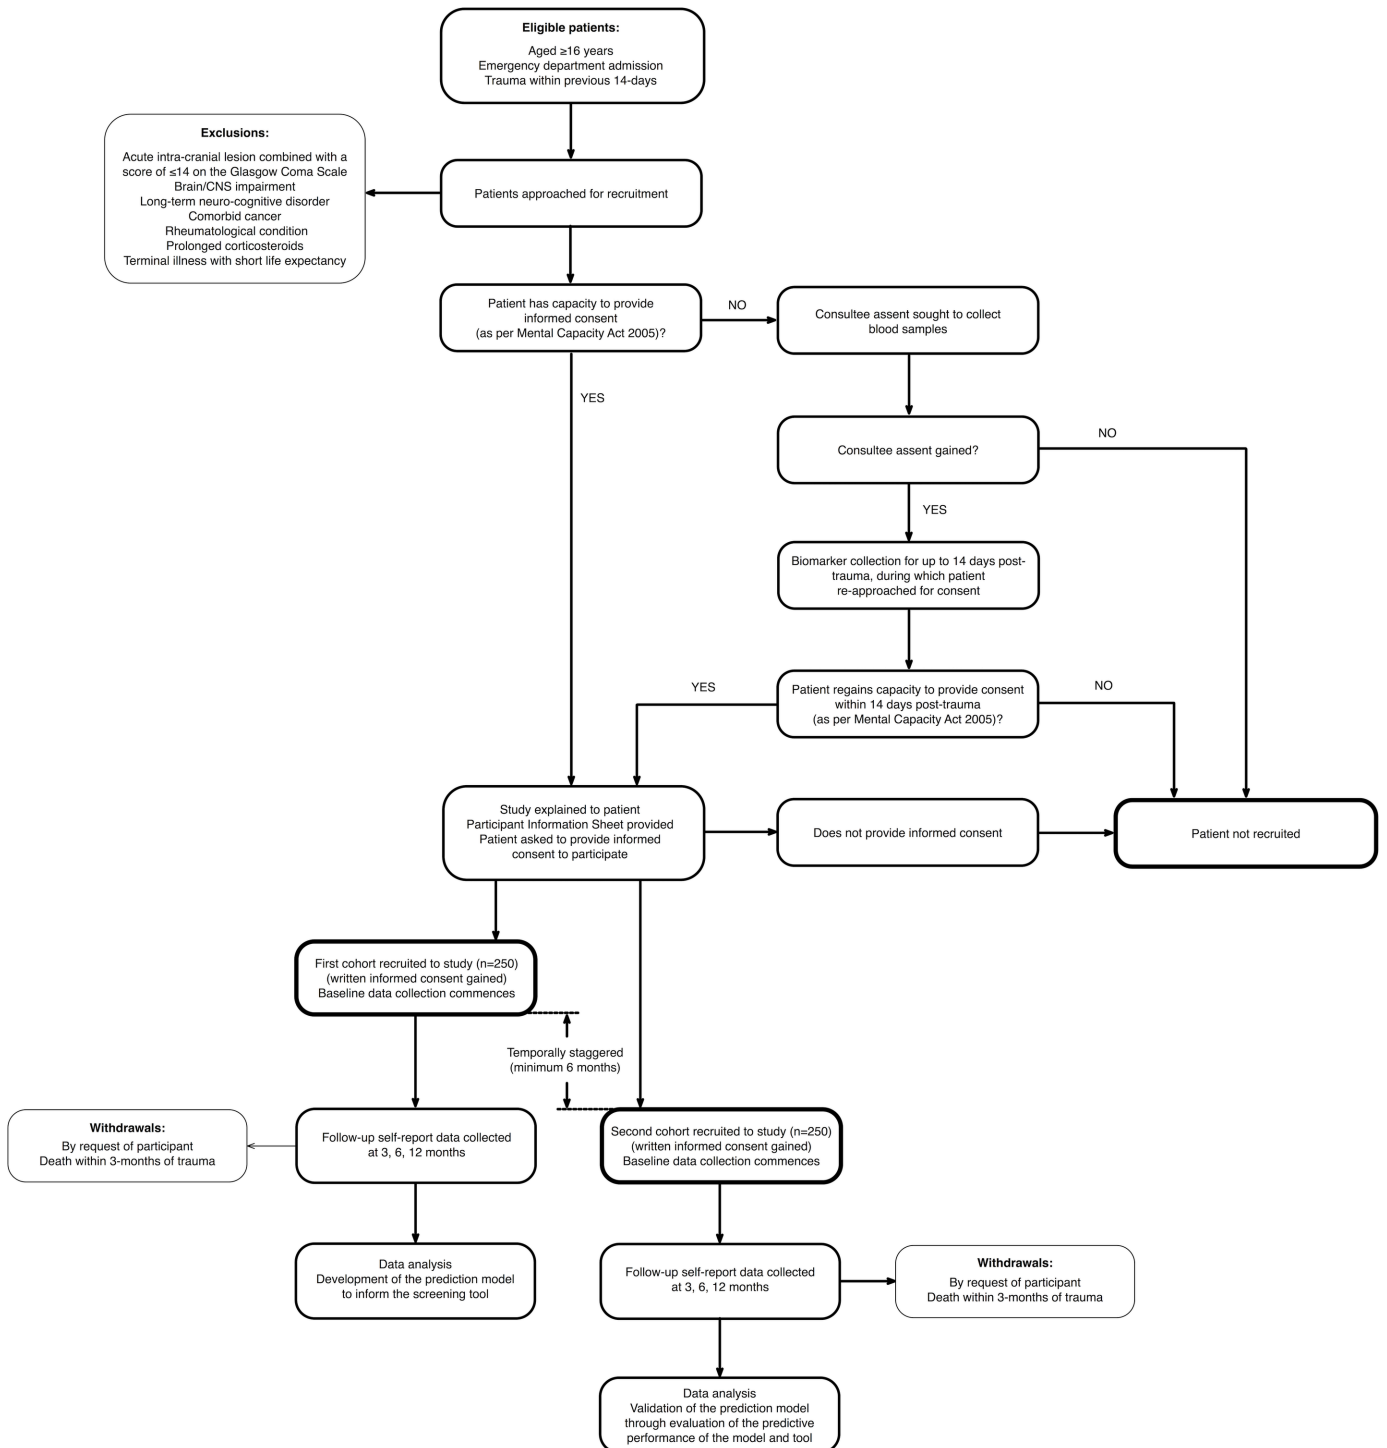 Eligible patients:
Aged ≥16 years
Emergency department admission
Trauma within previous 14-days
Exclusions:
Acute intra-cranial lesion combined with a
score of ≤14 on the Glasgow Coma Scale
Brain/CNS impairment
Long-term neuro-cognitive disorder
Comorbid cancer
Rheumatological condition
Prolonged corticosteroids
Terminal illness with short life expectancy
Patients approached for recruitment
Patient has capacity to provide
informed consent
(as per Mental Capacity Act 2005)?
NO
Consultee assent sought to collect
blood samples
YES
Consultee assent gained?
NO
YES
Biomarker collection for up to 14 days post-
trauma, during which patient
re-approached for consent
YES
Patient regains capacity to provide consent
within 14 days post-trauma
(as per Mental Capacity Act 2005)?
NO
Study explained to patient
Participant Information Sheet provided
Patient asked to provide informed
consent to participate
Does not provide informed consent
Patient not recruited
First cohort recruited to study (n=250)
(written informed consent gained)
Baseline data collection commences
Temporally staggered
(minimum 6 months)
Withdrawals:
By request of participant
Death within 3-months of trauma
Follow-up self-report data collected
at 3, 6, 12 months
Second cohort recruited to study (n=250)
(written informed consent gained)
Baseline data collection commences
Data analysis
Development of the prediction model
to inform the screening tool
Follow-up self-report data collected
at 3, 6, 12 months
Withdrawals:
By request of participant
Death within 3-months of trauma
Data analysis
Validation of the prediction model
through evaluation of the predictive
performance of the model and tool